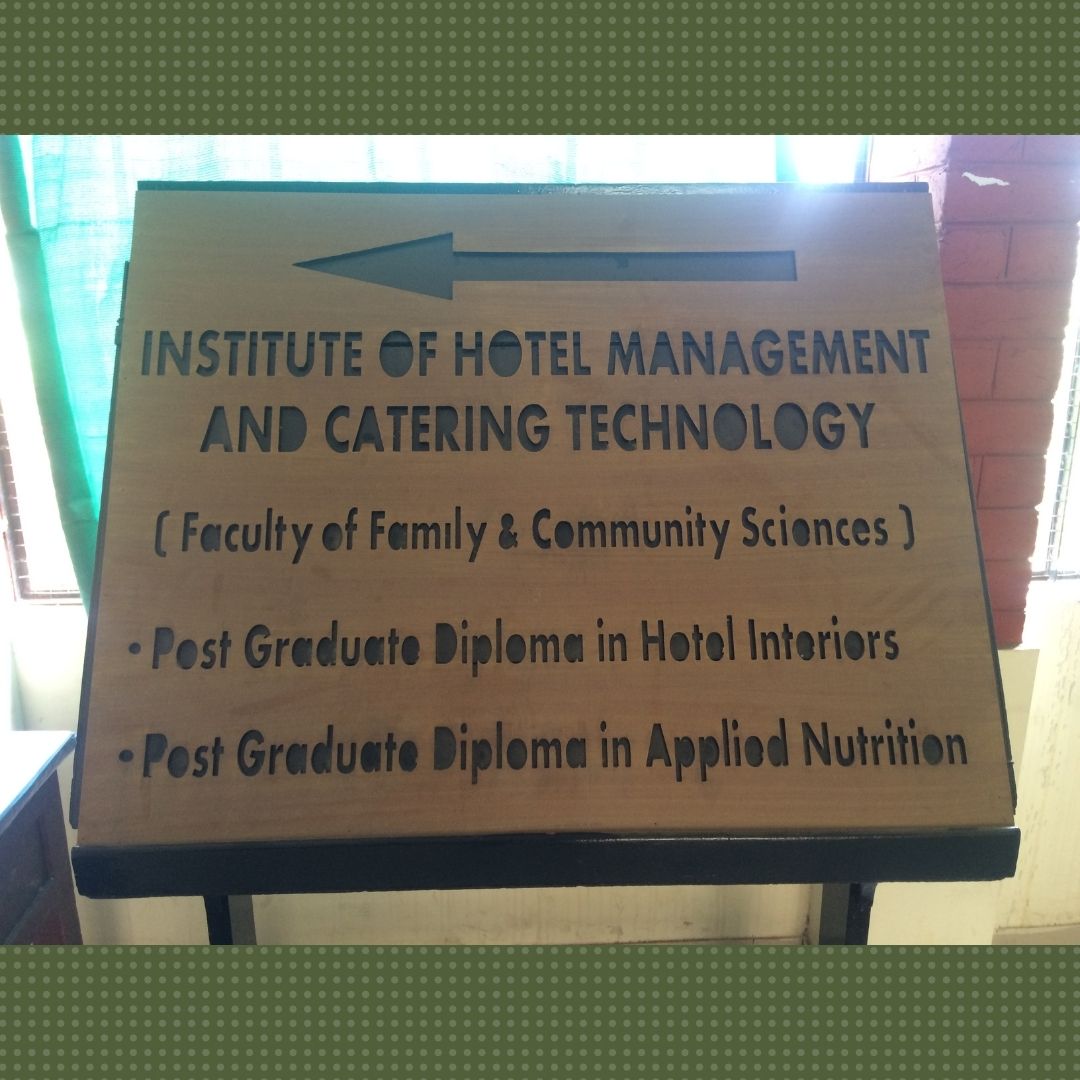 INSTITUTE OF HOTEL MANAGEMENT
AND CATERING TECHNOLOGY
( Faculty of Family & Community Sciences )
• Post Graduate Diploma in Hotel Interiors
• Post Graduate Diploma in Applied Nutrition